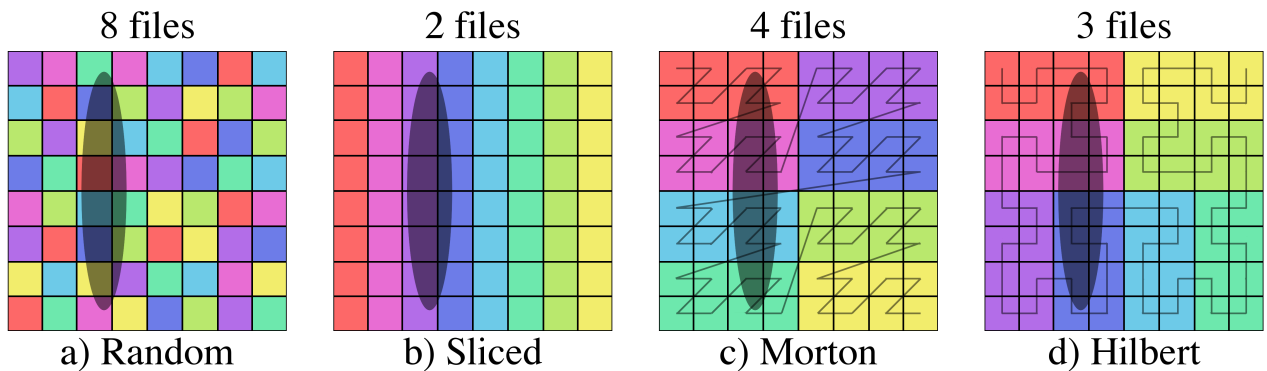 8 files
2 files
4 files
3 files
a) Random
b) Sliced
c) Morton
d) Hilbert